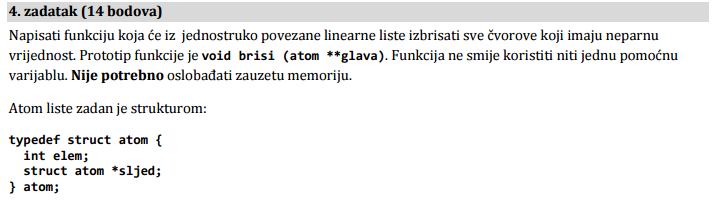 4. zadatak (14 bodova)
Napisati funkciju koja će iz jednostruko povezane linearne liste izbrisati sve čvorove koji imaju neparnu
vrijednost. Prototip funkcije je void brisi (atom **glava). Funkcija ne smije koristiti niti jednu pomoćnu
varijablu. Nije potrebno oslobađati zauzetu memoriju.
Atom liste zadan je strukturom:
typedef struct atom {
int elem;
struct atom *sljed;
} atom;